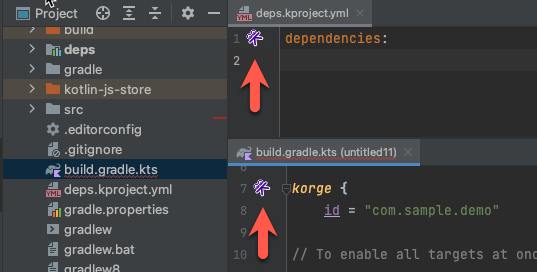 Project
build
deps
gradle
kotlin-js-store
src
.editorconfig
.gitignore
build.gradle.kts
deps.kproject.yml
gradle.properties
gradlew
gradlew.bat
gradlew8
YML deps.kproject.yml
1 dependencies:
2
build.gradle.kts (untitled11)
6
7 korge {
8 id = "com.sample.demo"
9
10 // To enable all targets at onc